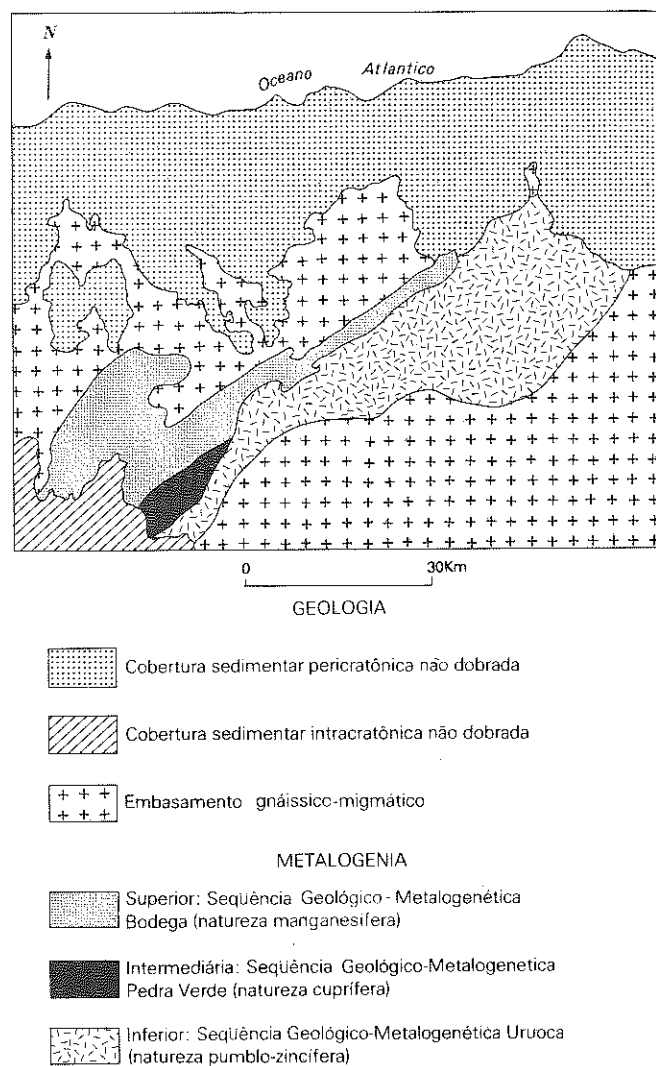 N
Oceano Atlantico
0 30Km
GEOLOGIA
Cobertura sedimentar pericratônica não dobrada
Cobertura sedimentar intracratônica não dobrada
Embasamento gnáissico-migmático
METALOGENIA
Superior: Seqüência Geológico-Metalogenética
Bodega (natureza manganesífera)
Intermediária: Seqüência Geológico-Metalogenetica
Pedra Verde (natureza cuprífera)
Inferior: Seqüência Geológico-Metalogenética Uruoca
(natureza pumblo-zincífera)